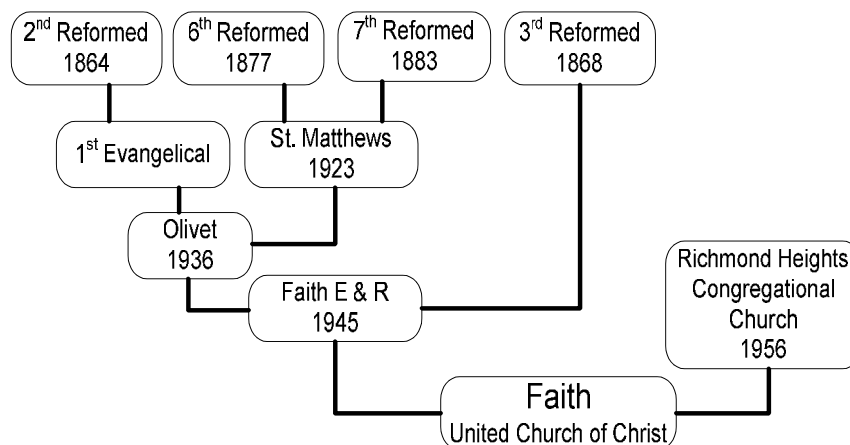 2nd Reformed
1864
6th Reformed
1877
7th Reformed
1883
3rd Reformed
1868
1st Evangelical
St. Matthews
1923
Olivet
1936
Faith E & R
1945
Richmond Heights
Congregational
Church
1956
Faith
United Church of Christ